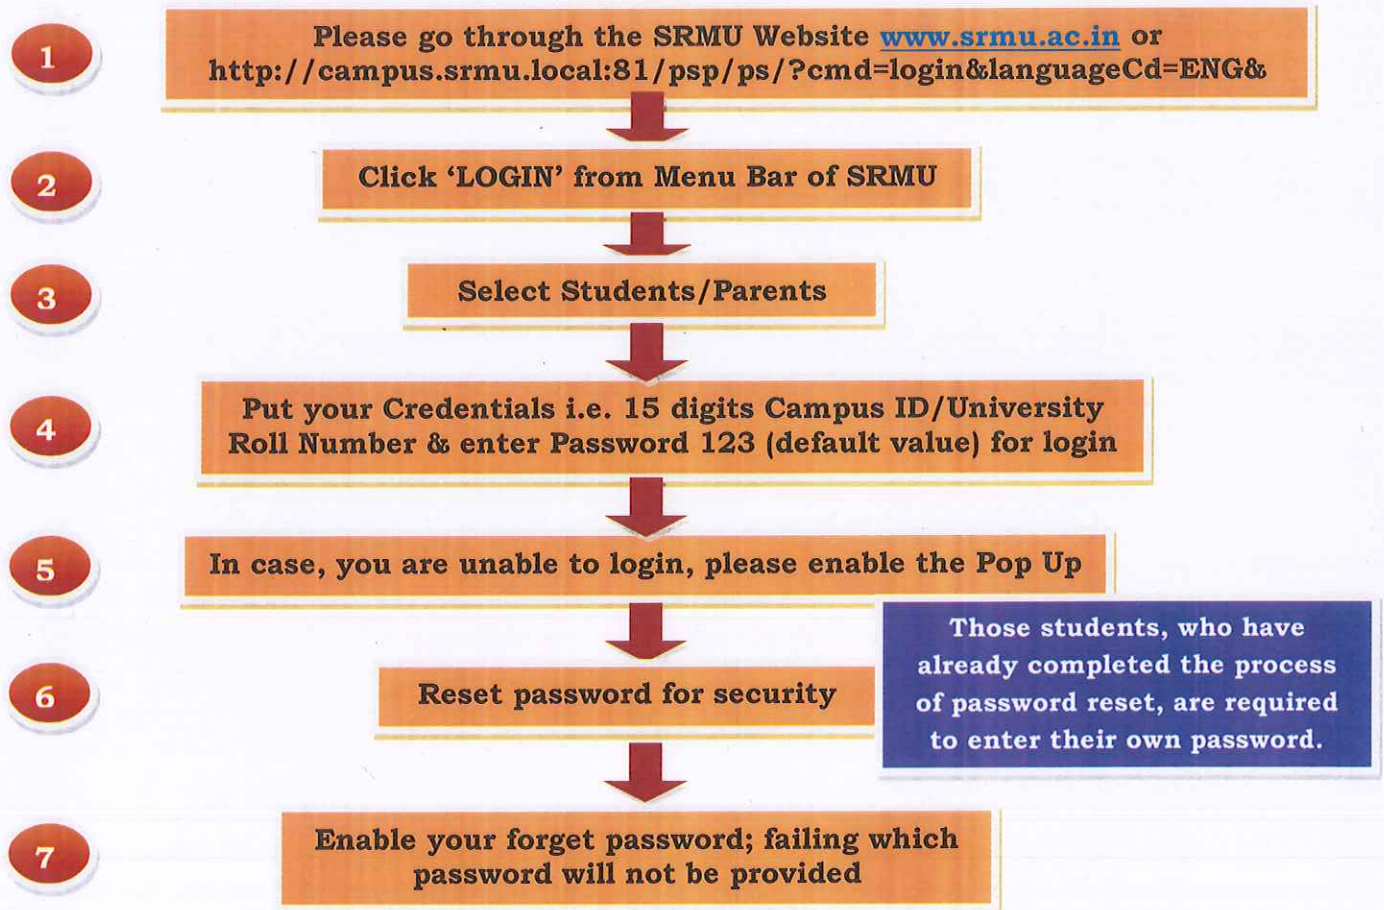 1
Please go through the SRMU Website www.srmu.ac.in or
http://campus.srmu.local:81/psp/ps/?cmd=login&languageCd=ENG&
2
Click ‘LOGIN’ from Menu Bar of SRMU
3
Select Students/Parents
4
Put your Credentials i.e. 15 digits Campus ID/University
Roll Number & enter Password 123 (default value) for login
5
In case, you are unable to login, please enable the Pop Up
6
Reset password for security
Those students, who have
already completed the process
of password reset, are required
to enter their own password.
7
Enable your forget password; failing which
password will not be provided